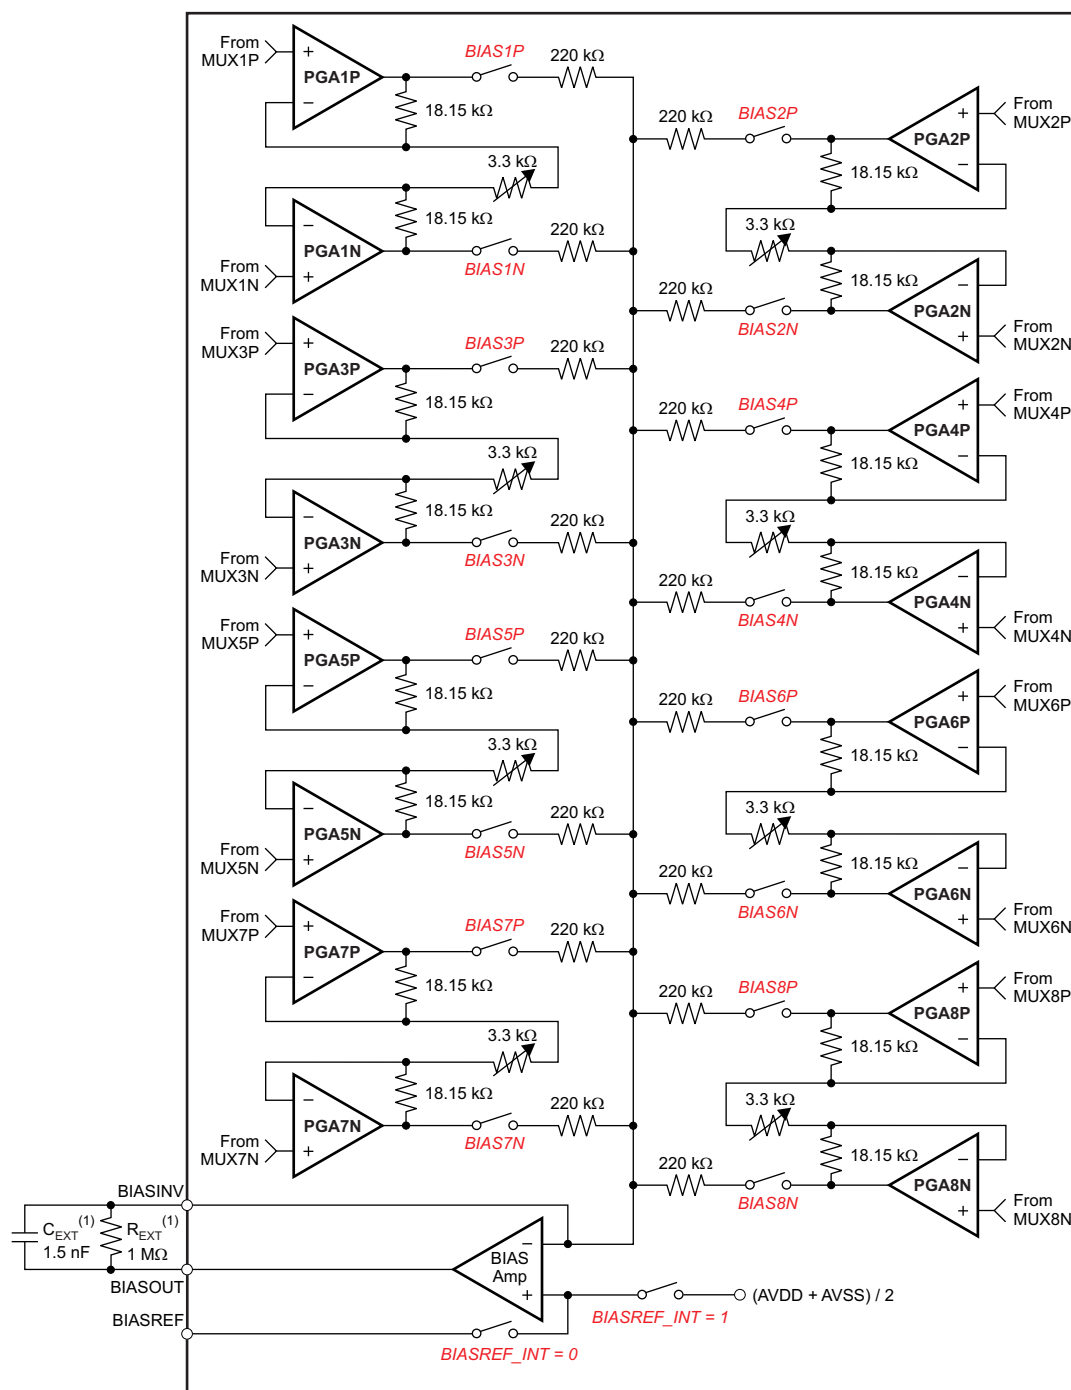 From
MUX1P
+
PGA1P
−
BIAS1P
220 kΩ
18.15 kΩ
3.3 kΩ
−
PGA1N
+
18.15 kΩ
220 kΩ
BIAS1N
From
MUX1N
220 kΩ
BIAS2P
+
PGA2P
−
From
MUX2P
18.15 kΩ
3.3 kΩ
18.15 kΩ
−
PGA2N
+
220 kΩ
BIAS2N
From
MUX2N
From
MUX3P
+
PGA3P
−
BIAS3P
220 kΩ
18.15 kΩ
3.3 kΩ
−
PGA3N
+
18.15 kΩ
220 kΩ
BIAS3N
From
MUX3N
220 kΩ
BIAS4P
+
PGA4P
−
From
MUX4P
18.15 kΩ
3.3 kΩ
18.15 kΩ
−
PGA4N
+
220 kΩ
BIAS4N
From
MUX4N
From
MUX5P
+
PGA5P
−
BIAS5P
220 kΩ
18.15 kΩ
3.3 kΩ
−
PGA5N
+
18.15 kΩ
220 kΩ
BIAS5N
From
MUX5N
220 kΩ
BIAS6P
+
PGA6P
−
From
MUX6P
18.15 kΩ
3.3 kΩ
18.15 kΩ
−
PGA6N
+
220 kΩ
BIAS6N
From
MUX6N
From
MUX7P
+
PGA7P
−
BIAS7P
220 kΩ
18.15 kΩ
3.3 kΩ
−
PGA7N
+
18.15 kΩ
220 kΩ
BIAS7N
From
MUX7N
220 kΩ
BIAS8P
+
PGA8P
−
From
MUX8P
18.15 kΩ
3.3 kΩ
18.15 kΩ
−
PGA8N
+
220 kΩ
BIAS8N
From
MUX8N
BIASINV
CEXT(1)
1.5 nF
REXT(1)
1 MΩ
BIASOUT
BIASREF
−
BIAS
Amp
+
(AVDD + AVSS) / 2
BIASREF_INT = 1
BIASREF_INT = 0